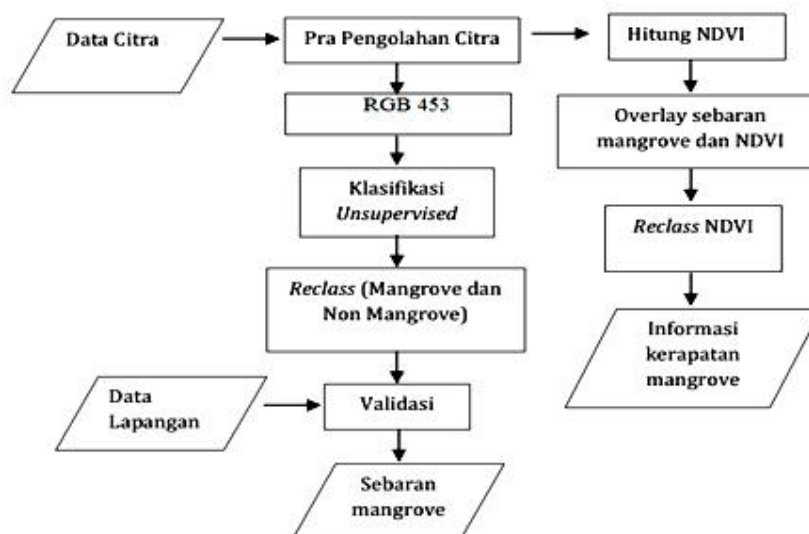 Data Citra
Pra Pengolahan Citra
Hitung NDVI
RGB 453
Overlay sebaran
mangrove dan NDVI
Klasifikasi
Unsupervised
Reclass NDVI
Reclass (Mangrove dan
Non Mangrove)
Informasi
kerapatan
mangrove
Data
Lapangan
Validasi
Sebaran
mangrove